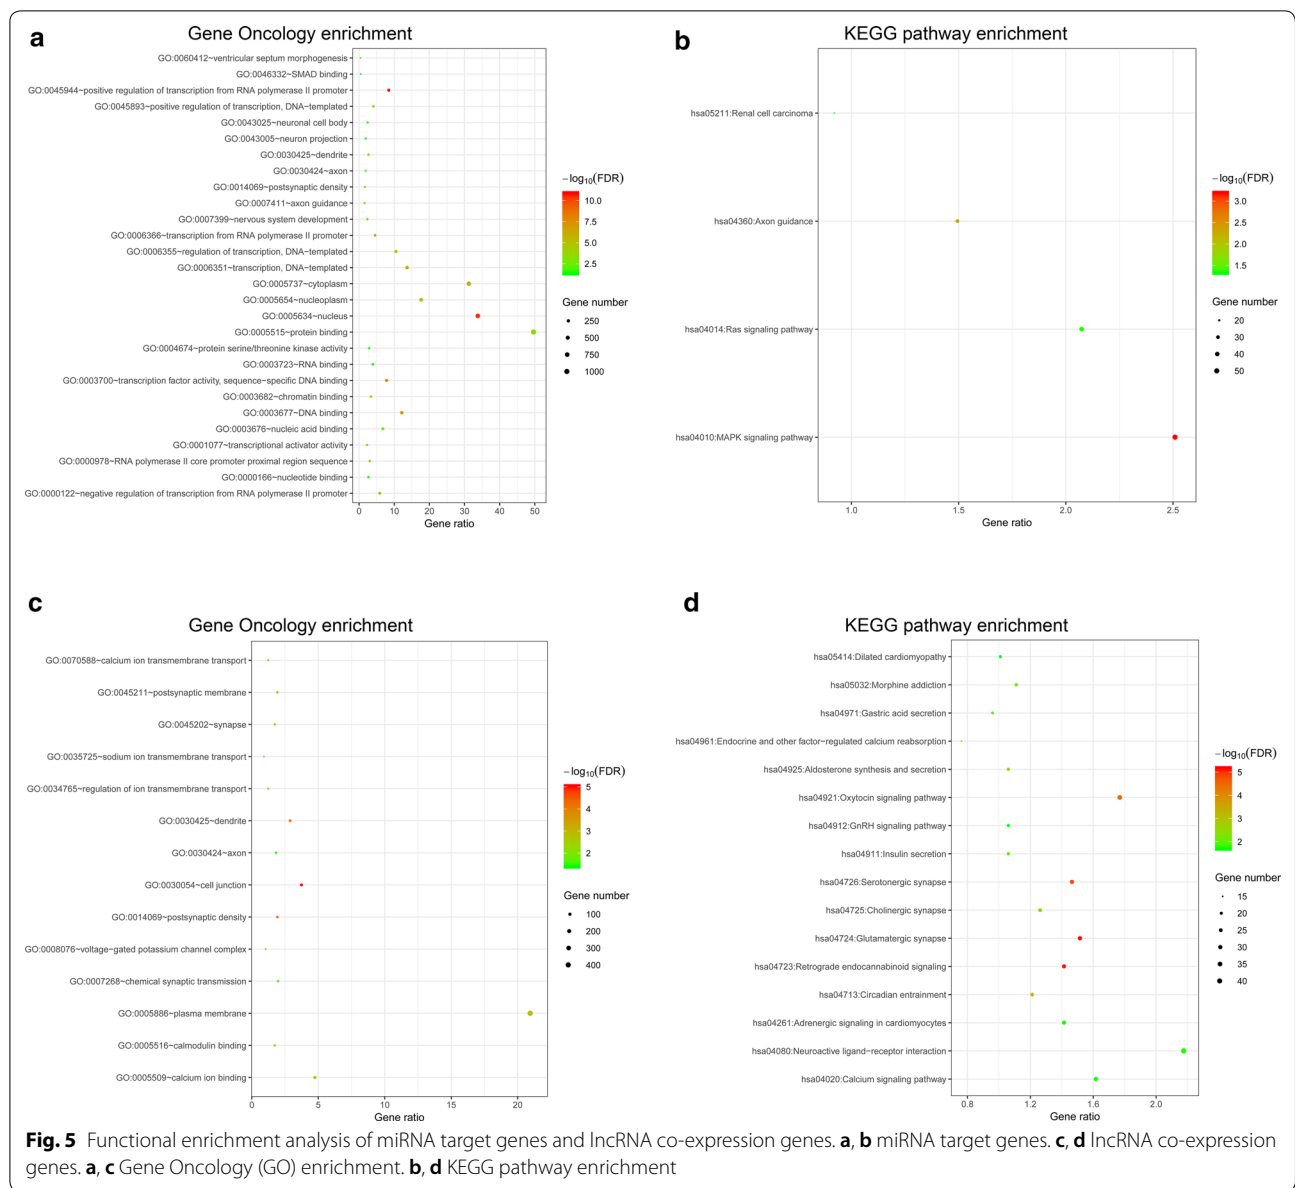 a
Gene Oncology enrichment
GO:0060412~ventricular septum morphogenesis
GO:0046332~SMAD binding
GO:0045944~positive regulation of transcription from RNA polymerase II promoter
GO:0045893~positive regulation of transcription, DNA−templated
GO:0043025~neuronal cell body
GO:0043005~neuron projection
GO:0030425~dendrite
GO:0030424~axon
GO:0014069~postsynaptic density
GO:0007411~axon guidance
GO:0007399~nervous system development
GO:0006366~transcription from RNA polymerase II promoter
GO:0006355~regulation of transcription, DNA−templated
GO:0006351~transcription, DNA−templated
GO:0005737~cytoplasm
GO:0005654~nucleoplasm
GO:0005634~nucleus
GO:0005515~protein binding
GO:0004674~protein serine/threonine kinase activity
GO:0003723~RNA binding
GO:0003700~transcription factor activity, sequence−specific DNA binding
GO:0003682~chromatin binding
GO:0003677~DNA binding
GO:0003676~nucleic acid binding
GO:0001077~transcriptional activator activity
GO:0000978~RNA polymerase II core promoter proximal region sequence
GO:0000166~nucleotide binding
GO:0000122~negative regulation of transcription from RNA polymerase II promoter
0 10 20 30 40 50
Gene ratio
−log10(FDR)
10.0
7.5
5.0
2.5
Gene number
250
500
750
1000
b
KEGG pathway enrichment
hsa05211:Renal cell carcinoma
hsa04360:Axon guidance
hsa04014:Ras signaling pathway
hsa04010:MAPK signaling pathway
1.0 1.5 2.0 2.5
Gene ratio
−log10(FDR)
3.0
2.5
2.0
1.5
Gene number
20
30
40
50
c
Gene Oncology enrichment
GO:0070588~calcium ion transmembrane transport
GO:0045211~postsynaptic membrane
GO:0045202~synapse
GO:0035725~sodium ion transmembrane transport
GO:0034765~regulation of ion transmembrane transport
GO:0030425~dendrite
GO:0030424~axon
GO:0030054~cell junction
GO:0014069~postsynaptic density
GO:0008076~voltage−gated potassium channel complex
GO:0007268~chemical synaptic transmission
GO:0005886~plasma membrane
GO:0005516~calmodulin binding
GO:0005509~calcium ion binding
0 5 10 15 20
Gene ratio
−log10(FDR)
5
4
3
2
Gene number
100
200
300
400
d
KEGG pathway enrichment
hsa05414:Dilated cardiomyopathy
hsa05032:Morphine addiction
hsa04971:Gastric acid secretion
hsa04961:Endocrine and other factor−regulated calcium reabsorption
hsa04925:Aldosterone synthesis and secretion
hsa04921:Oxytocin signaling pathway
hsa04912:GnRH signaling pathway
hsa04911:Insulin secretion
hsa04726:Serotonergic synapse
hsa04725:Cholinergic synapse
hsa04724:Glutamatergic synapse
hsa04723:Retrograde endocannabinoid signaling
hsa04713:Circadian entrainment
hsa04261:Adrenergic signaling in cardiomyocytes
hsa04080:Neuroactive ligand−receptor interaction
hsa04020:Calcium signaling pathway
0.8 1.2 1.6 2.0
Gene ratio
−log10(FDR)
5
4
3
2
Gene number
15
20
25
30
35
40
Fig. 5 Functional enrichment analysis of miRNA target genes and lncRNA co-expression genes. a, b miRNA target genes. c, d lncRNA co-expression
genes. a, c Gene Oncology (GO) enrichment. b, d KEGG pathway enrichment